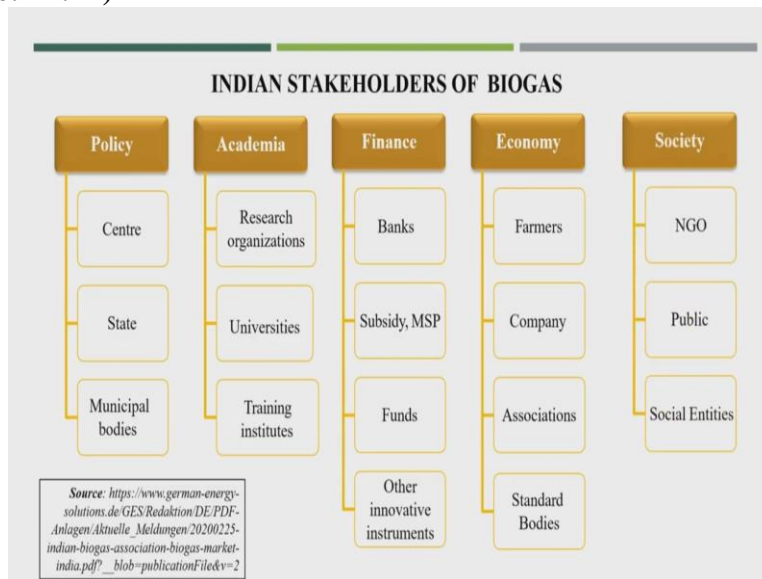 INDIAN STAKEHOLDERS OF BIOGAS
Policy
Centre
State
Municipal
bodies
Academia
Research
organizations
Universities
Training
institutes
Finance
Banks
Subsidy, MSP
Funds
Other
innovative
instruments
Economy
Farmers
Company
Associations
Standard
Bodies
Society
NGO
Public
Social Entities
Source: https://www.german-energy-
solutions.de/GES/Redaktion/DE/PDF-
Anlagen/Aktuelle_Meldungen/20200225-
indian-biogas-association-biogas-market-
india.pdf?__blob=publicationFile&v=2